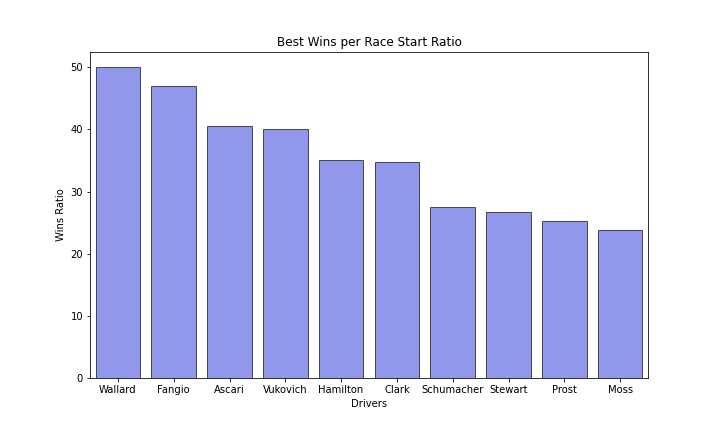 Best Wins per Race Start Ratio
50
40
30
20
10
0
Wins Ratio
Wallard Fangio Ascari Vukovich Hamilton Clark Schumacher Stewart Prost Moss
Drivers